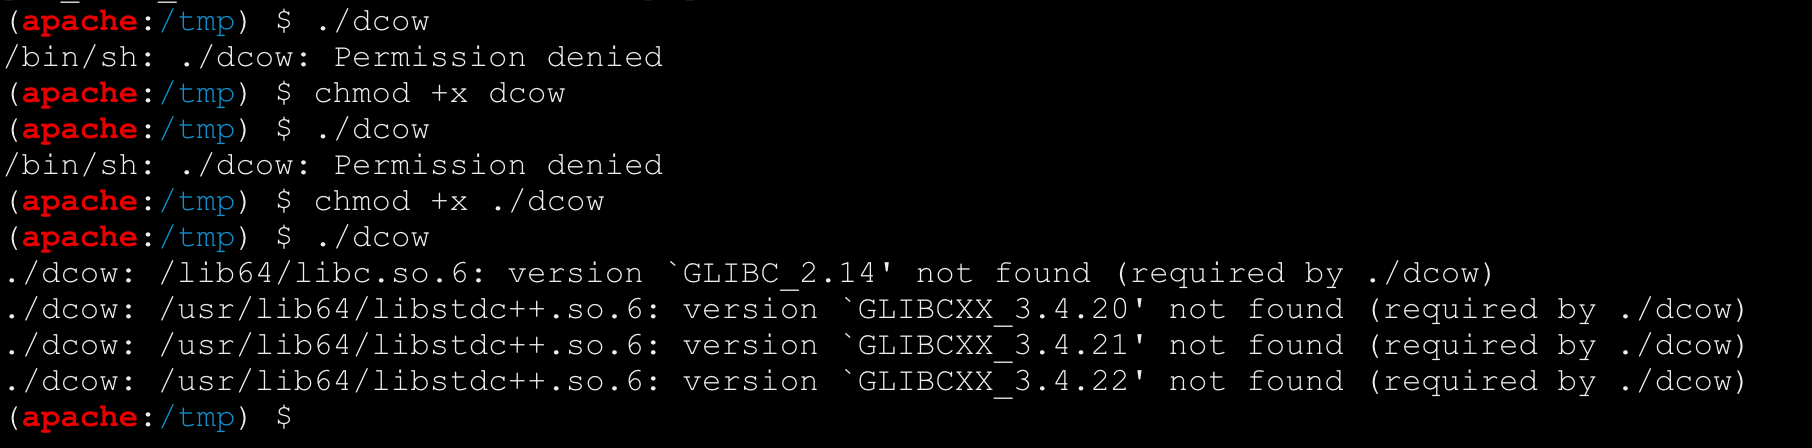 (apache:/tmp) $ ./dcow
/bin/sh: ./dcow: Permission denied
(apache:/tmp) $ chmod +x dcow
(apache:/tmp) $ ./dcow
/bin/sh: ./dcow: Permission denied
(apache:/tmp) $ chmod +x ./dcow
(apache:/tmp) $ ./dcow
./dcow: /lib64/libc.so.6: version `GLIBC_2.14' not found (required by ./dcow)
./dcow: /usr/lib64/libstdc++.so.6: version `GLIBCXX_3.4.20' not found (required by ./dcow)
./dcow: /usr/lib64/libstdc++.so.6: version `GLIBCXX_3.4.21' not found (required by ./dcow)
./dcow: /usr/lib64/libstdc++.so.6: version `GLIBCXX_3.4.22' not found (required by ./dcow)
(apache:/tmp) $